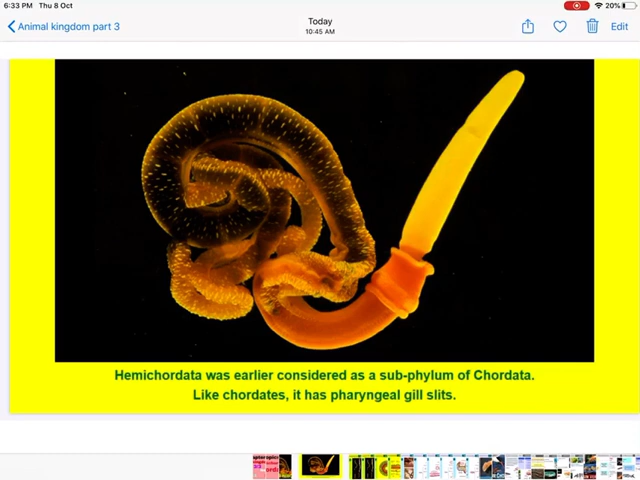 6:33 PM Thu 8 Oct
20%
Animal kingdom part 3
Today
10:45 AM
Edit
Hemichordata was earlier considered as a sub-phylum of Chordata.
Like chordates, it has pharyngeal gill slits.